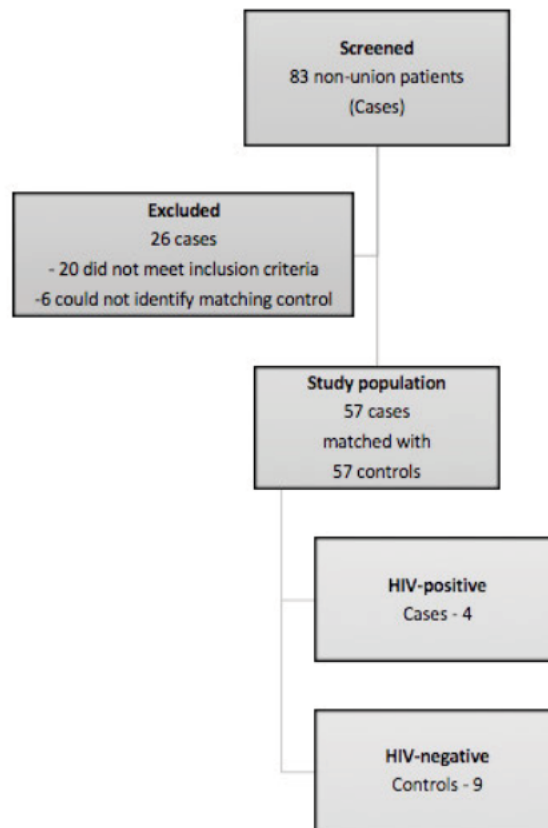 Screened
83 non-union patients
(Cases)
Excluded
26 cases
- 20 did not meet inclusion criteria
-6 could not identify matching control
Study population
57 cases
matched with
57 controls
HIV-positive
Cases - 4
HIV-negative
Controls - 9